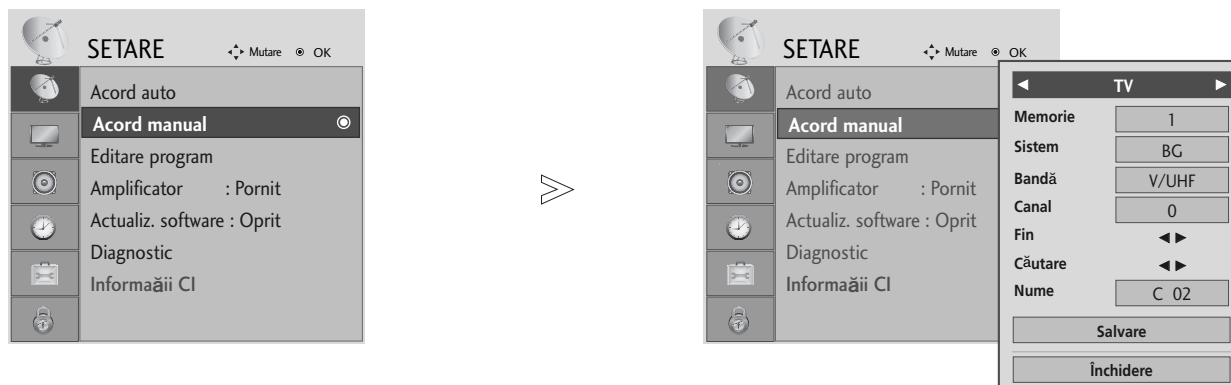 SETARE Mutare OK
Acord auto
Acord manual
Editare program
Amplificator : Pornit
Actualiz. software : Oprit
Diagnostic
Informaăii CI
SETARE Mutare OK
Acord auto
Acord manual
Editare program
Amplificator : Pornit
Actualiz. software : Oprit
Diagnostic
Informaăii CI
TV
Memorie 1
Sistem BG
Bandă V/UHF
Canal 0
Fin
Căutare
Nume C 02
Salvare
Închidere